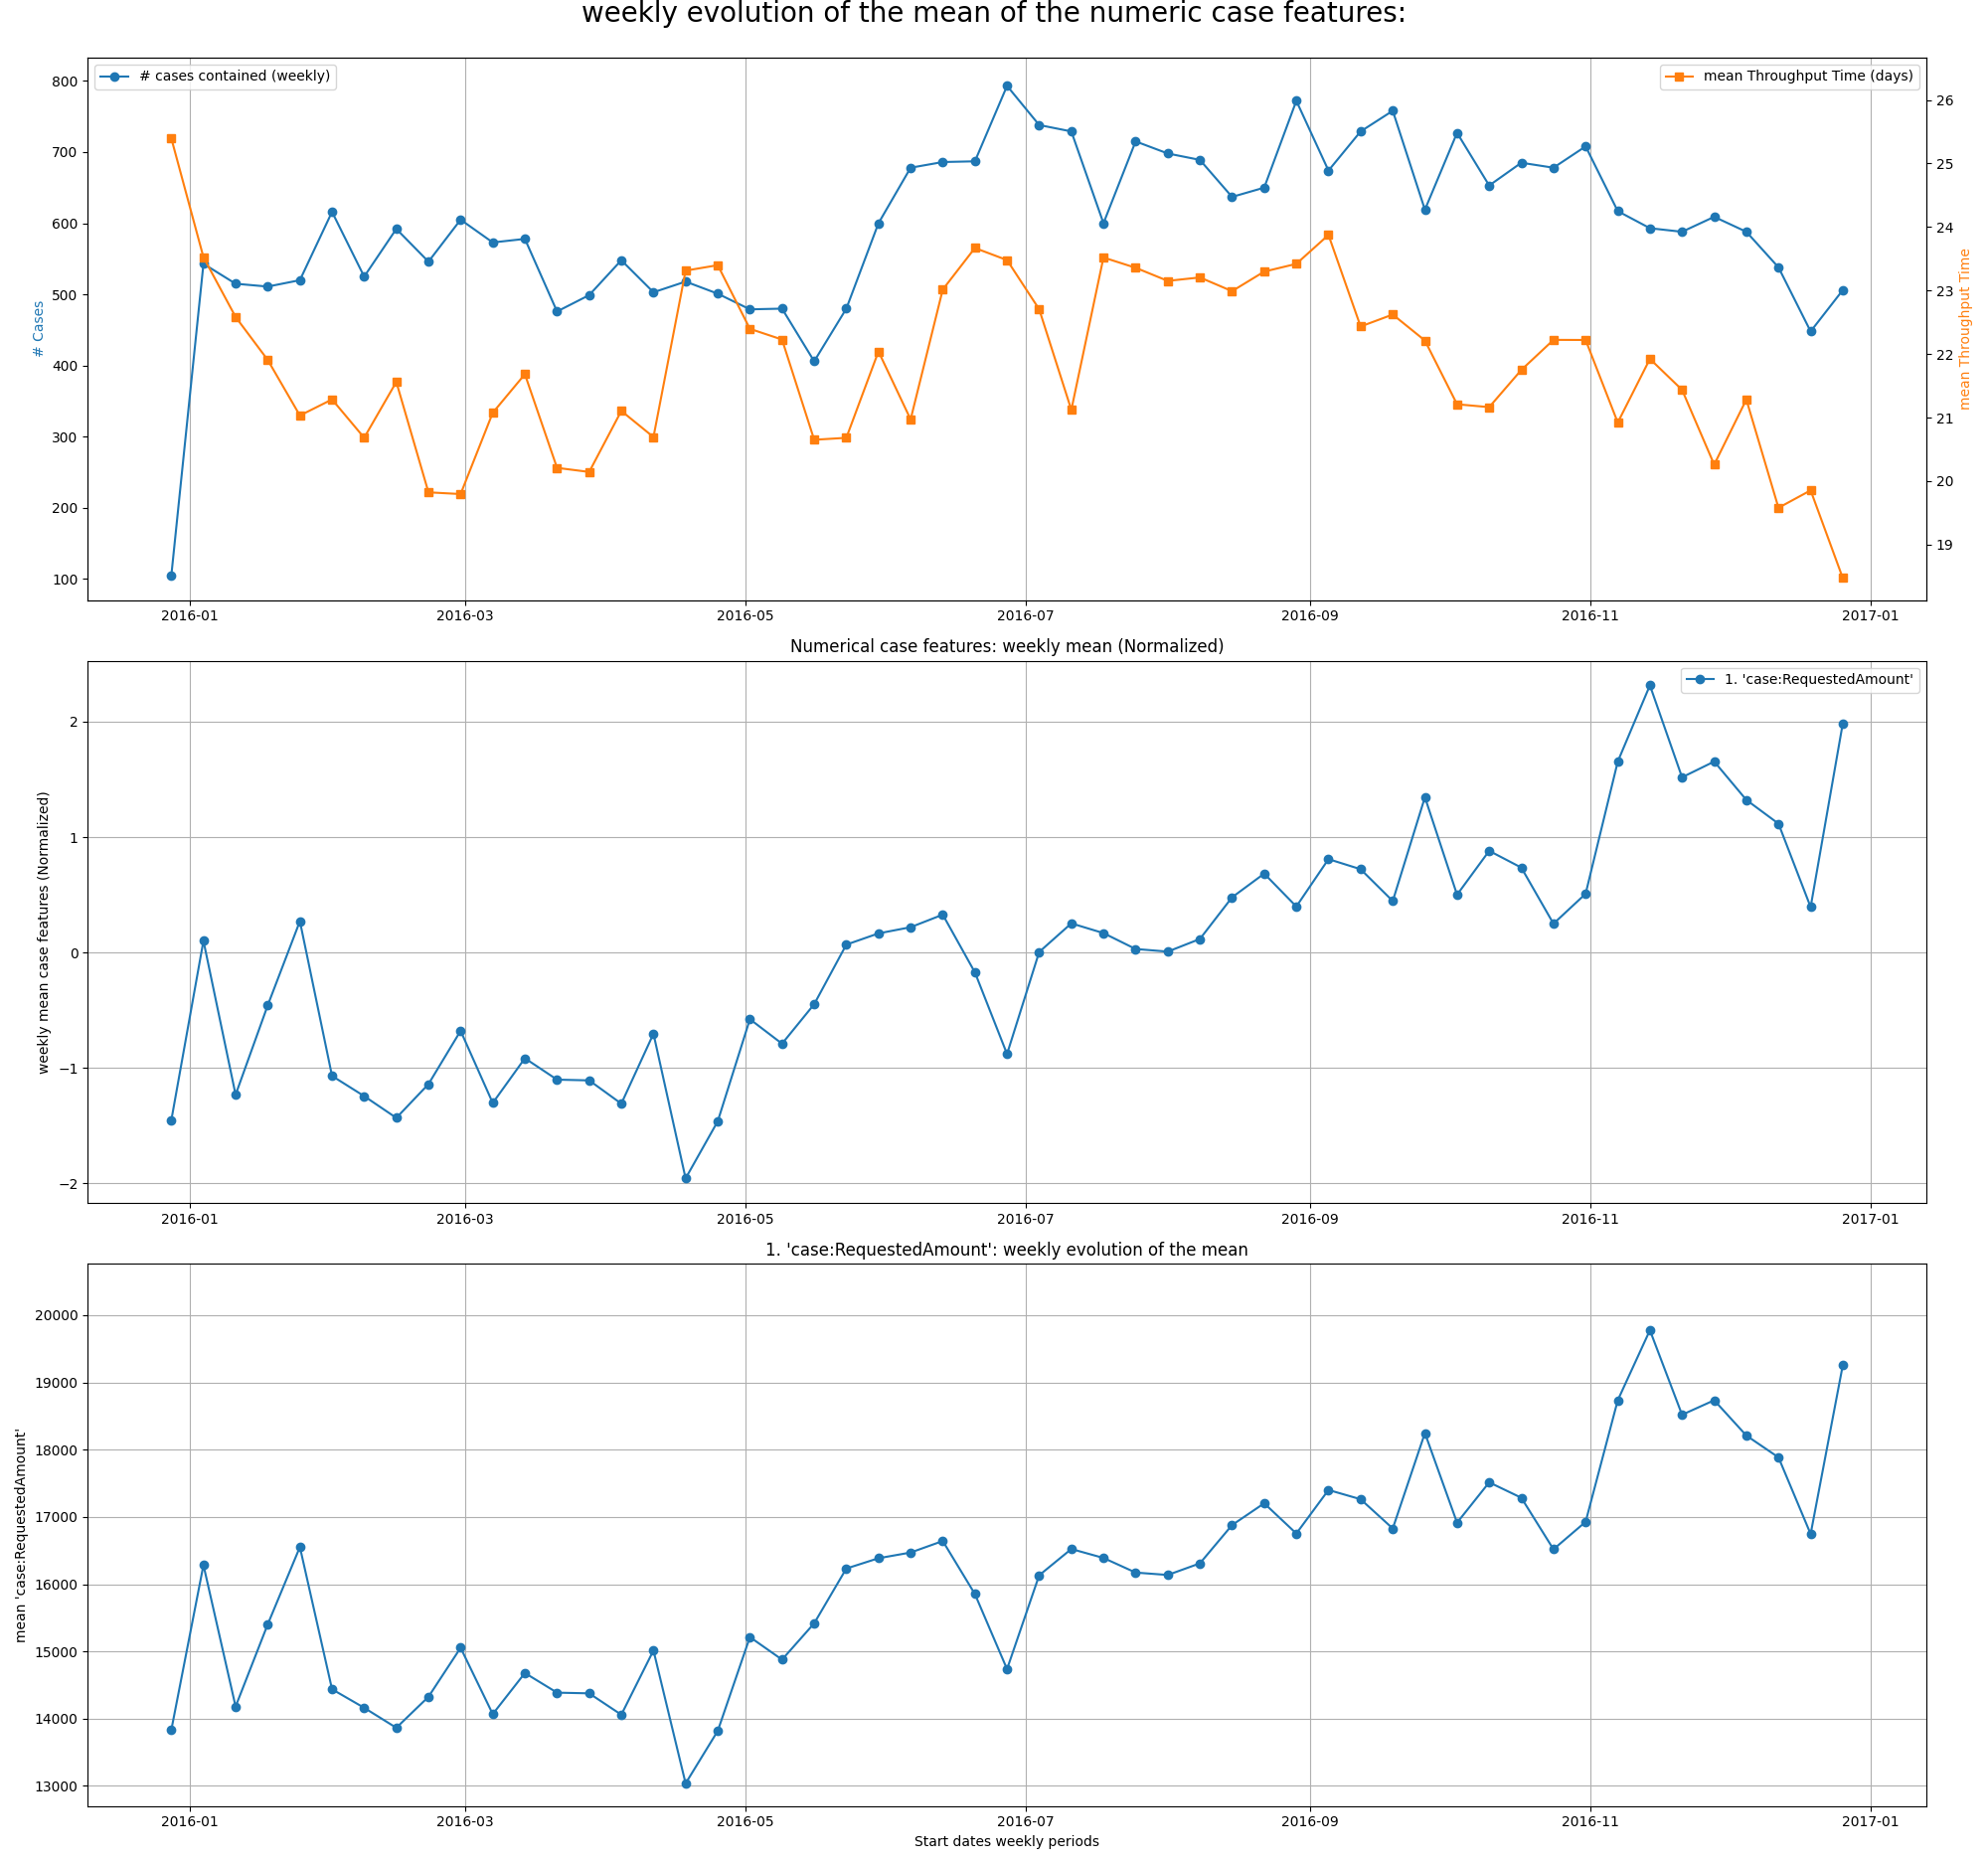 weekly evolution of the mean of the numeric case features:
# cases contained (weekly)
mean Throughput Time (days)
# Cases
800
700
600
500
400
300
200
100
mean Throughput Time
26
25
24
23
22
21
20
19
2016-01 2016-03 2016-05 2016-07 2016-09 2016-11 2017-01
Numerical case features: weekly mean (Normalized)
1. 'case:RequestedAmount'
weekly mean case features (Normalized)
2
1
0
−1
−2
2016-01 2016-03 2016-05 2016-07 2016-09 2016-11 2017-01
1. 'case:RequestedAmount': weekly evolution of the mean
mean 'case:RequestedAmount'
20000
19000
18000
17000
16000
15000
14000
13000
2016-01 2016-03 2016-05 2016-07 2016-09 2016-11 2017-01
Start dates weekly periods